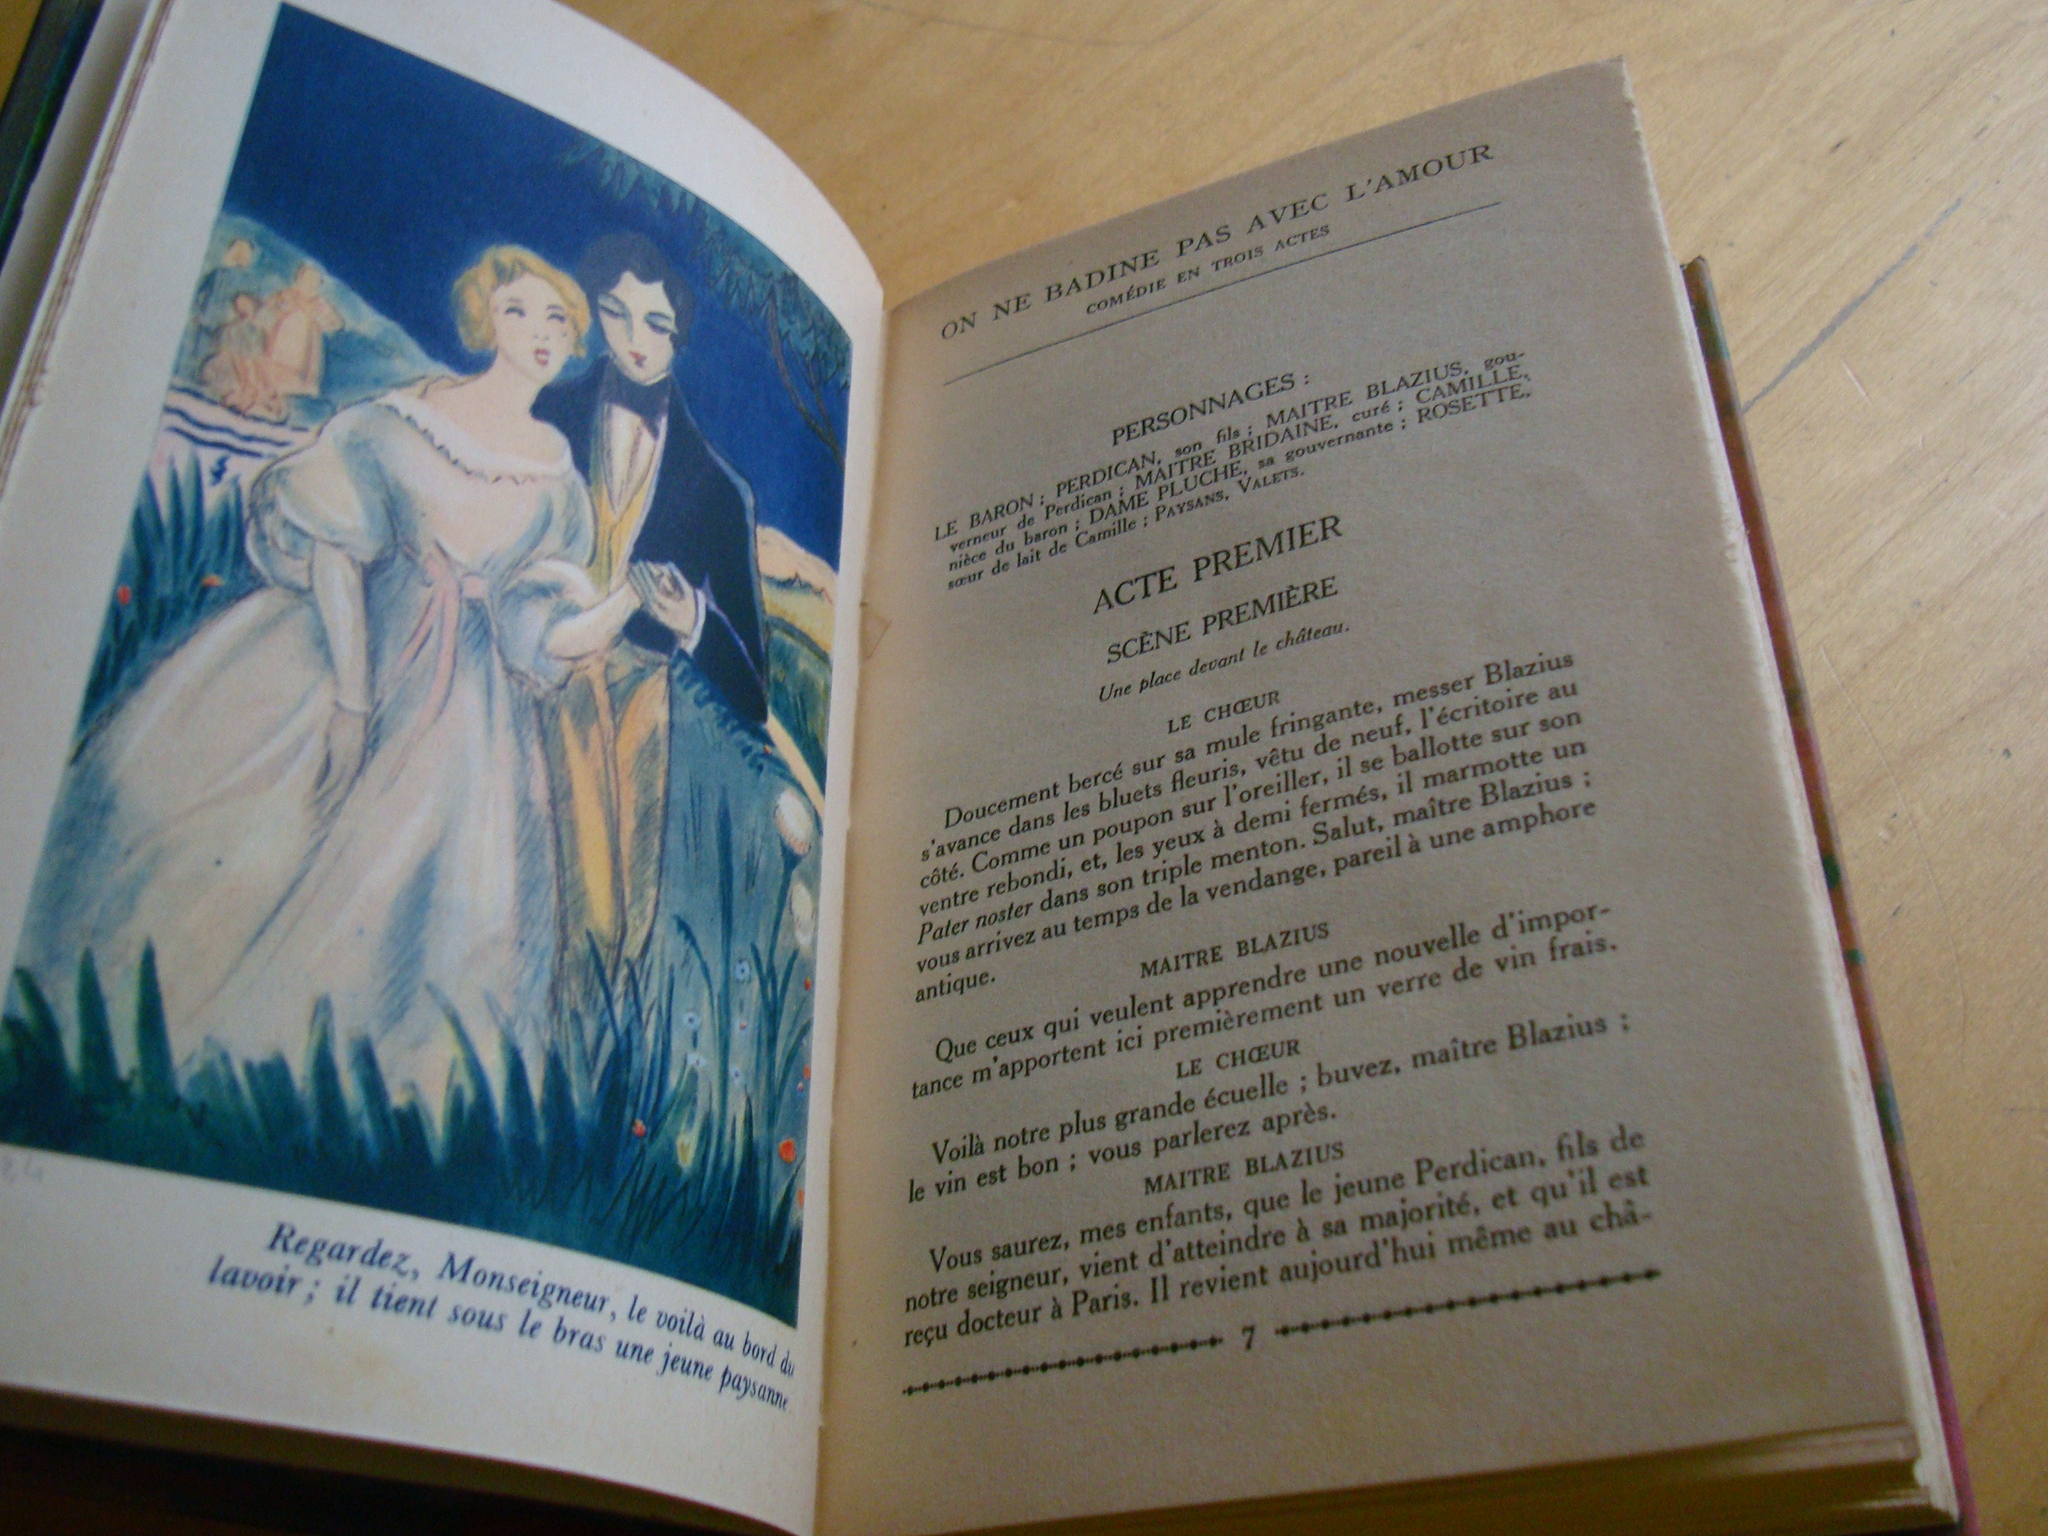 Regardez, Monseigneur, le voilà au bord du
lavoir ; il tient sous le bras une jeune paysanne.
ON NE BADINE PAS AVEC L'AMOUR
COMÉDIE EN TROIS ACTES
PERSONNAGES :
LE BARON ; PERDICAN, son fils ; MAITRE BLAZIUS, gou-
verneur de Perdican ; MAITRE BRIDAINE, curé ; CAMILLE,
nièce du baron ; DAME PLUCHE, sa gouvernante ; ROSETTE,
sœur de lait de Camille ; PAYSANS, VALETS.
ACTE PREMIER
SCÈNE PREMIÈRE
Une place devant le château.
LE CHŒUR
Doucement bercé sur sa mule fringante, messer Blazius
s'avance dans les bluets fleuris, vêtu de neuf, l'écritoire au
côté. Comme un poupon sur l'oreiller, il se ballotte sur son
ventre rebondi, et, les yeux à demi fermés, il marmotte un
Pater noster dans son triple menton. Salut, maître Blazius ;
vous arrivez au temps de la vendange, pareil à une amphore
antique.
MAITRE BLAZIUS
Que ceux qui veulent apprendre une nouvelle d'impor-
tance m'apportent ici premièrement un verre de vin frais.
LE CHŒUR
Voilà notre plus grande écuelle ; buvez, maître Blazius ;
le vin est bon ; vous parlerez après.
MAITRE BLAZIUS
Vous saurez, mes enfants, que le jeune Perdican, fils de
notre seigneur, vient d'atteindre à sa majorité, et qu'il est
reçu docteur à Paris. Il revient aujourd'hui même au châ-
7